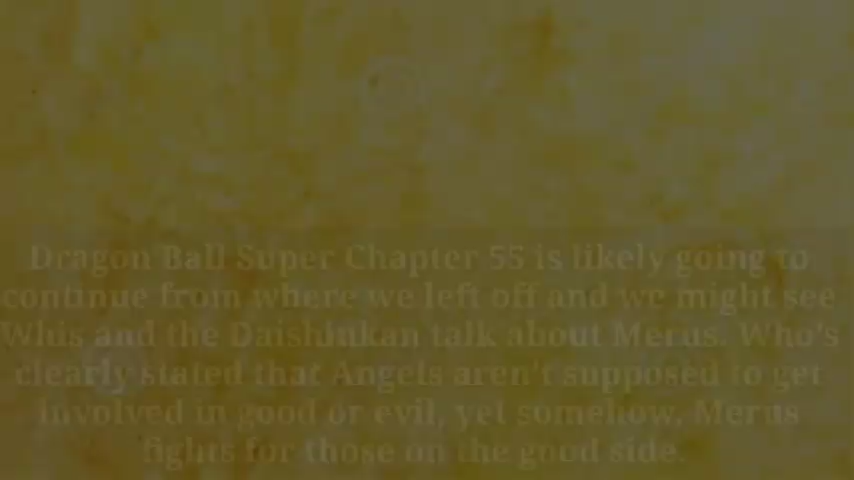 Dragon Ball Super Chapter 55 is likely going to
continue from where we left off and we might see
Whis and the Daishinkan talk about Merus. Who's
clearly stated that Angels aren't supposed to get
involved in good or evil, yet somehow, Merus
fights for those on the good side.